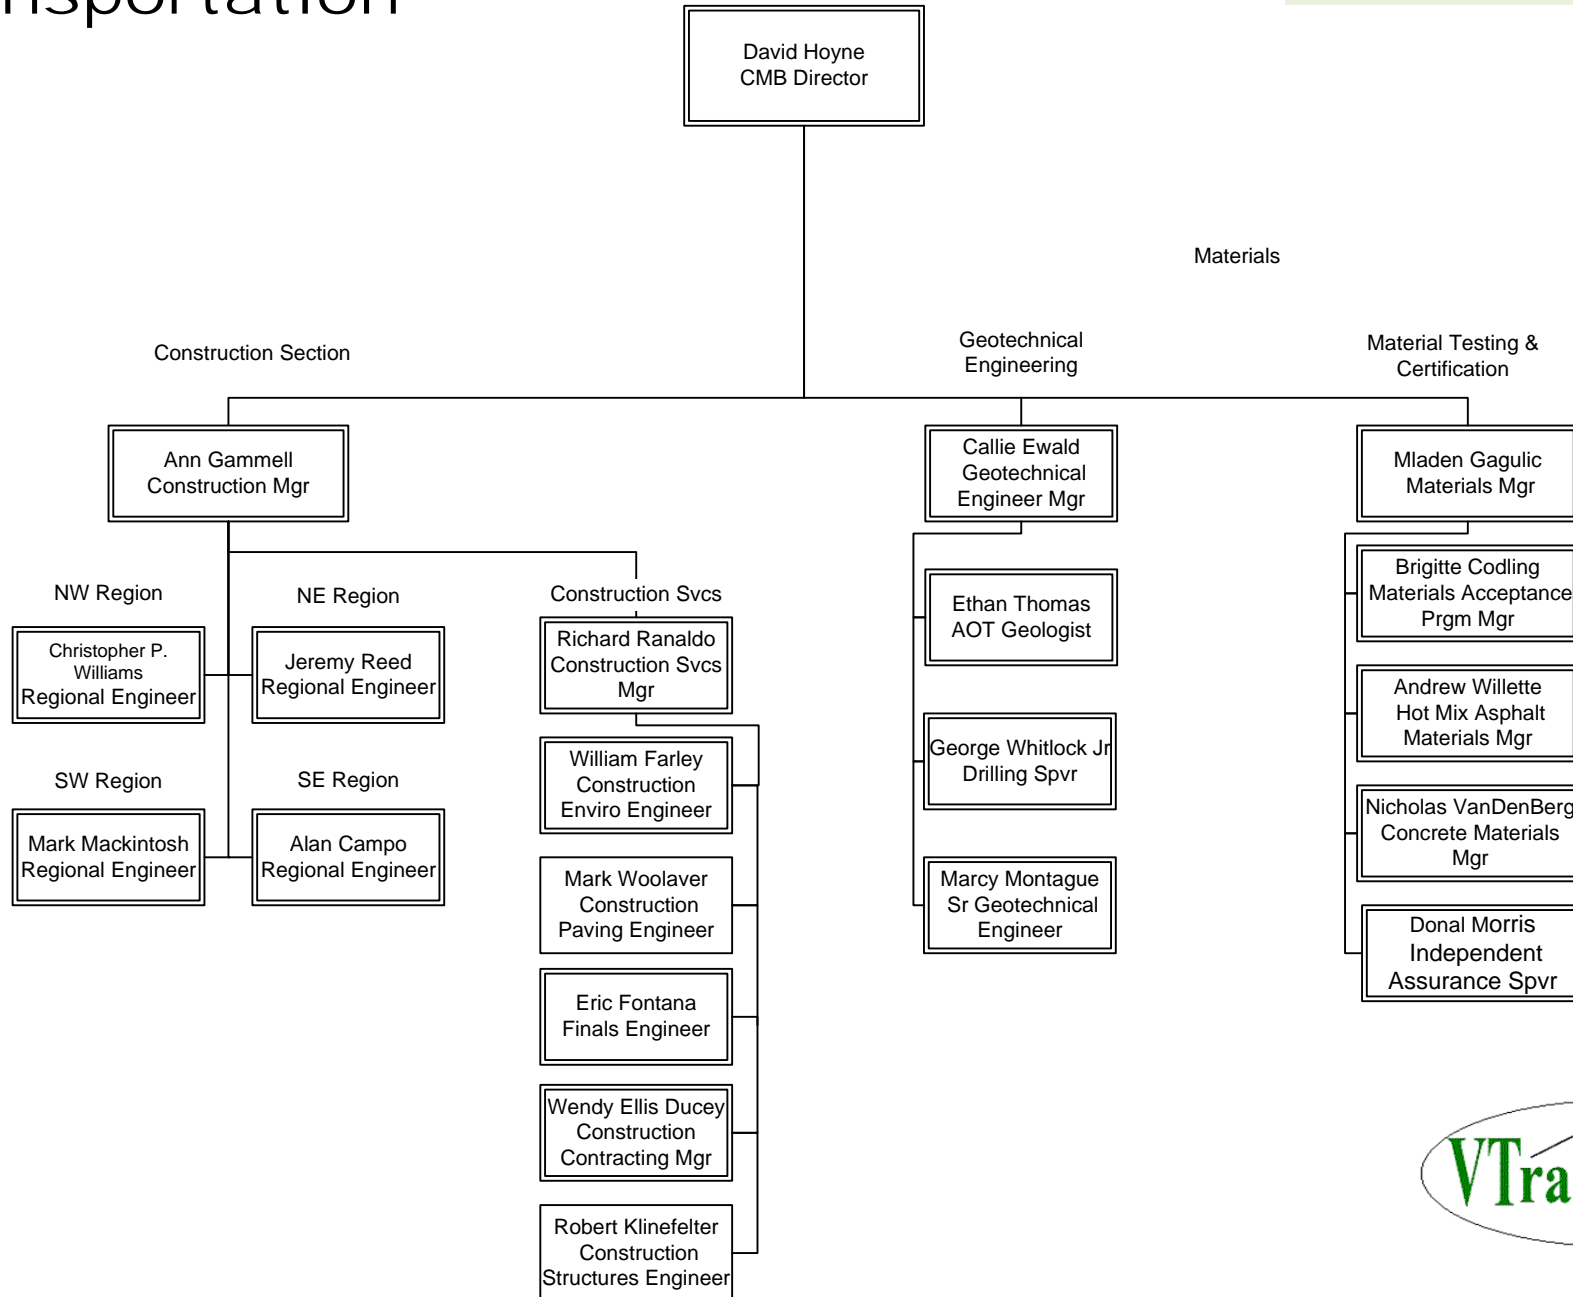 nsportation
David Hoyne
CMB Director
Materials
Construction Section
Geotechnical
Engineering
Material Testing &
Certification
Ann Gammell
Construction Mgr
Callie Ewald
Geotechnical
Engineer Mgr
Mladen Gagulic
Materials Mgr
NW Region
Christopher P.
Williams
Regional Engineer
NE Region
Jeremy Reed
Regional Engineer
SW Region
Mark Mackintosh
Regional Engineer
SE Region
Alan Campo
Regional Engineer
Construction Svcs
Richard Ranaldo
Construction Svcs
Mgr
William Farley
Construction
Enviro Engineer
Mark Woolaver
Construction
Paving Engineer
Eric Fontana
Finals Engineer
Wendy Ellis Ducey
Construction
Contracting Mgr
Robert Klinefelter
Construction
Structures Engineer
Ethan Thomas
AOT Geologist
George Whitlock Jr
Drilling Spvr
Marcy Montague
Sr Geotechnical
Engineer
Brigitte Codling
Materials Acceptance
Prgm Mgr
Andrew Willette
Hot Mix Asphalt
Materials Mgr
Nicholas VanDenBerg
Concrete Materials
Mgr
Donal Morris
Independent
Assurance Spvr
VTra